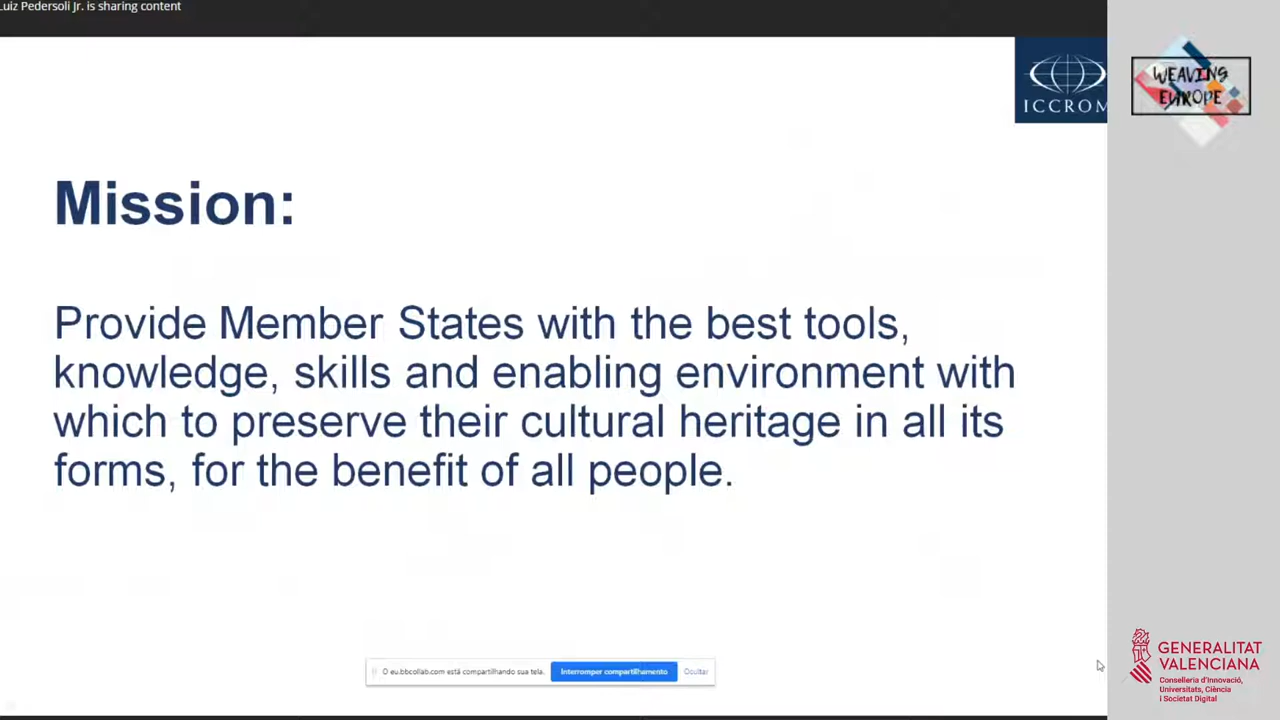 Luiz Pedersoli Jr. is sharing content
ICCROM
WEAVING
EUROPE
Mission:
Provide Member States with the best tools,
knowledge, skills and enabling environment with
which to preserve their cultural heritage in all its
forms, for the benefit of all people.
O eu.bbcollab.com está compartilhando sua tela.
Interromper compartilhamento
Ocultar
GENERALITAT
VALENCIANA
Conselleria d'Innovació,
Universitats, Ciència
i Societat Digital